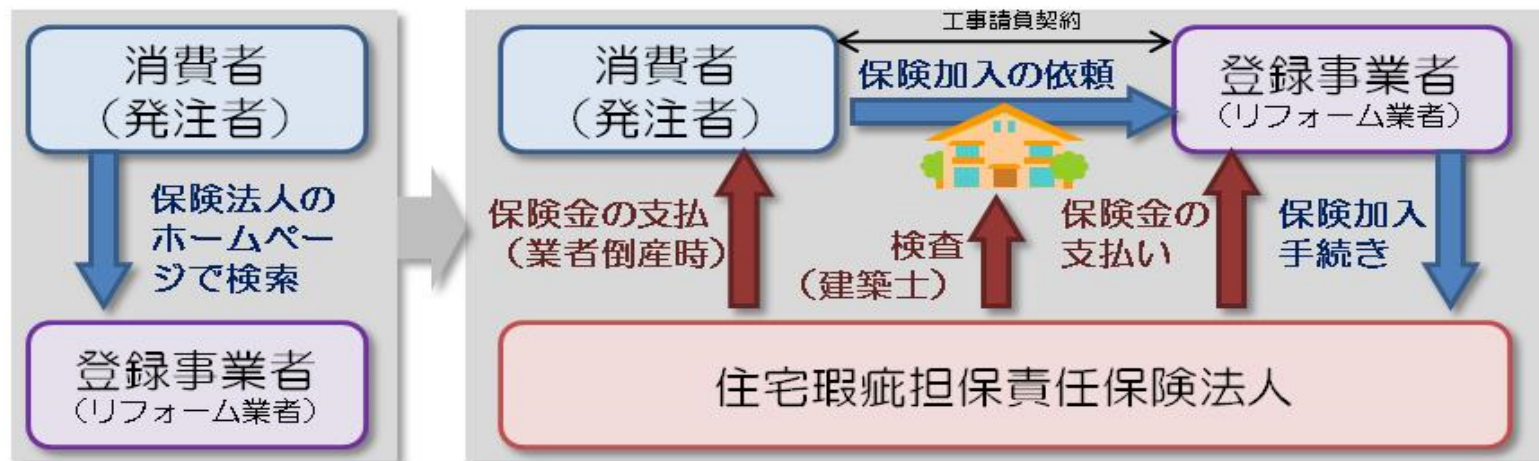 消費者
（発注者）
保険法人の
ホームペー
ジで検索
登録事業者
（リフォーム業者）
工事請負契約
消費者
（発注者）
保険加入の依頼
登録事業者
（リフォーム業者）
保険金の支払
（業者倒産時）
検査
（建築士）
保険金の
支払い
保険加入
手続き
住宅瑕疵担保責任保険法人